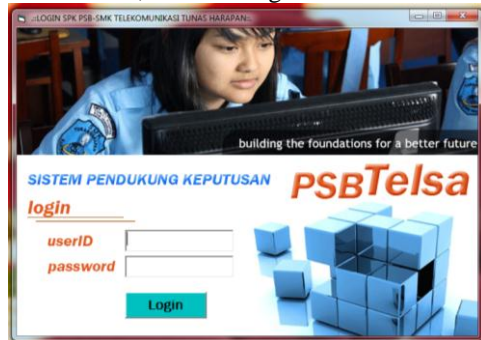 ..::LOGIN SPK PSB-SMK TELEKOMUNIKASI TUNAS HARAPAN::..
building the foundations for a better future
SISTEM PENDUKUNG KEPUTUSAN
PSBTelsa
login
userID
password
Login